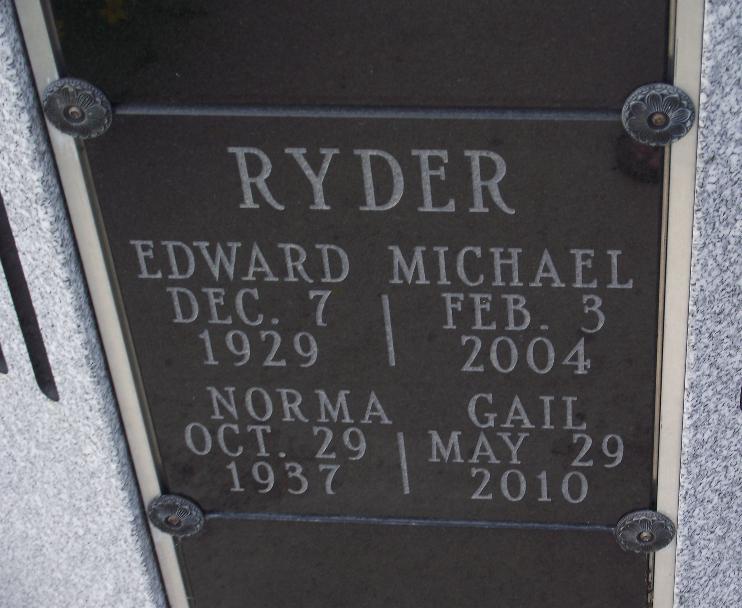 RYDER
EDWARD MICHAEL
DEC. 7 FEB. 3
1929 2004
NORMA GAIL
OCT. 29 MAY 29
1937 2010